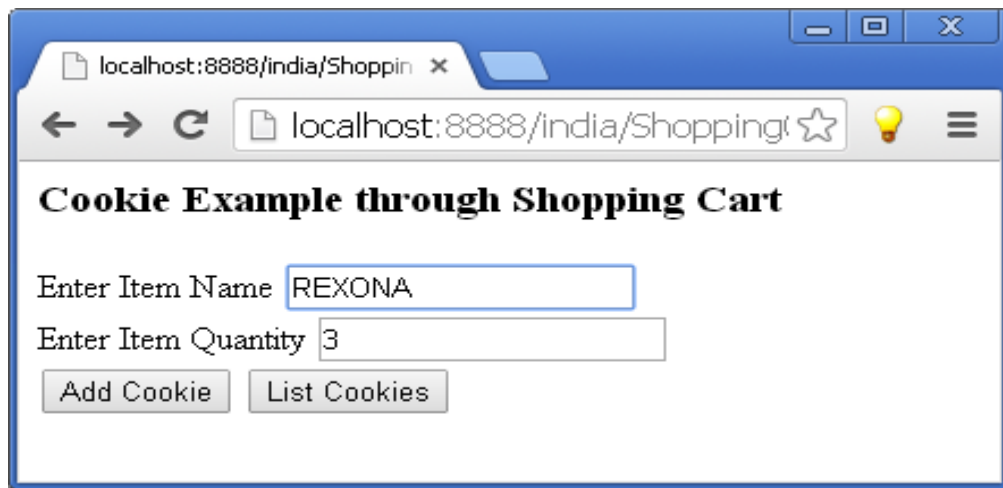 localhost:8888/india/Shoppin
localhost:8888/india/Shopping(
Cookie Example through Shopping Cart
Enter Item Name REXONA
Enter Item Quantity 3
Add Cookie List Cookies